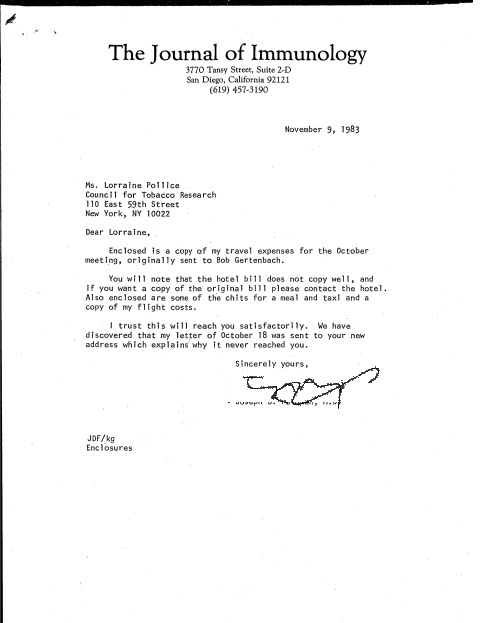 The Journal of Immunology
3770 Tansy Street, Suite 2-D
San Diego, California 92121
(619) 457-3190
November 9, 1983
Ms. Lorraine Pollice
Council for Tobacco Research
110 East 59th Street
New York, NY 10022
Dear Lorraine,
Enclosed is a copy of my travel expenses for the October
meeting, originally sent to Bob Gertenbach.
You will note that the hotel bill does not copy well, and
if you want a copy of the original bill please contact the hotel.
Also enclosed are some of the chits for a meal and taxi and a
copy of my flight costs.
I trust this will reach you satisfactorily. We have
discovered that my letter of October 18 was sent to your new
address which explains why it never reached you.
Sincerely yours,
Joseph D.
JDF/kg
Enclosures